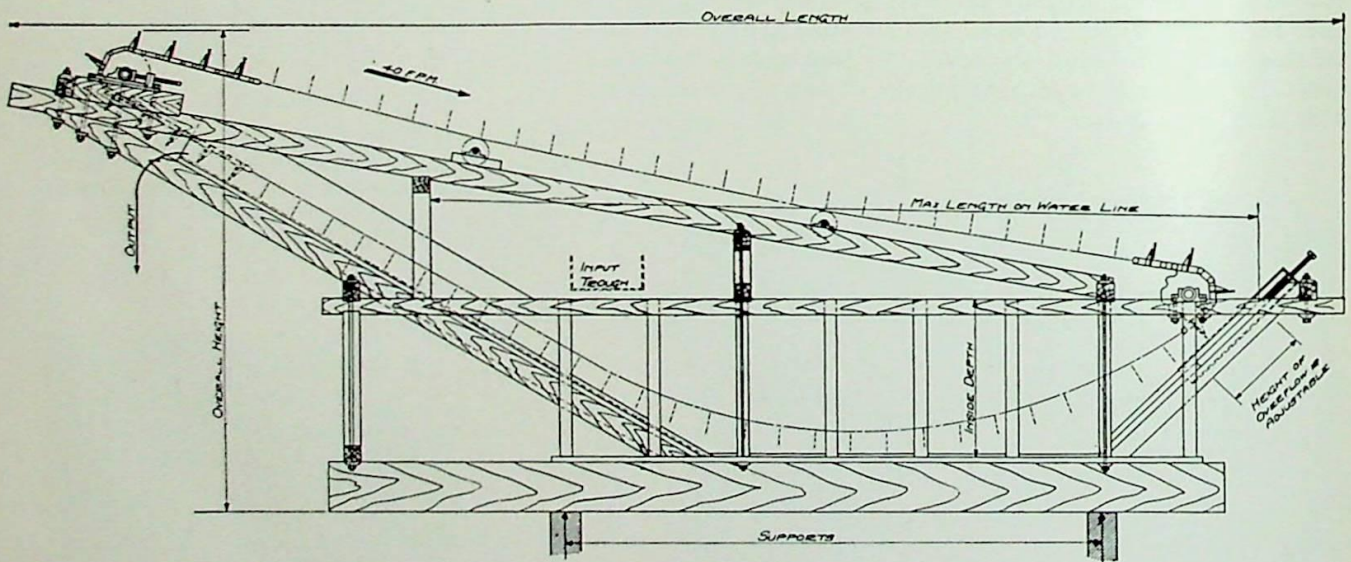 OVERALL LENGTH
40 FPM
MAX LENGTH ON WATER LINE
OUTPUT
INPUT
TROUGH
OVERALL HEIGHT
INSIDE DEPTH
HEIGHT OF
OVERFLOW IS
ADJUSTABLE
SUPPORTS